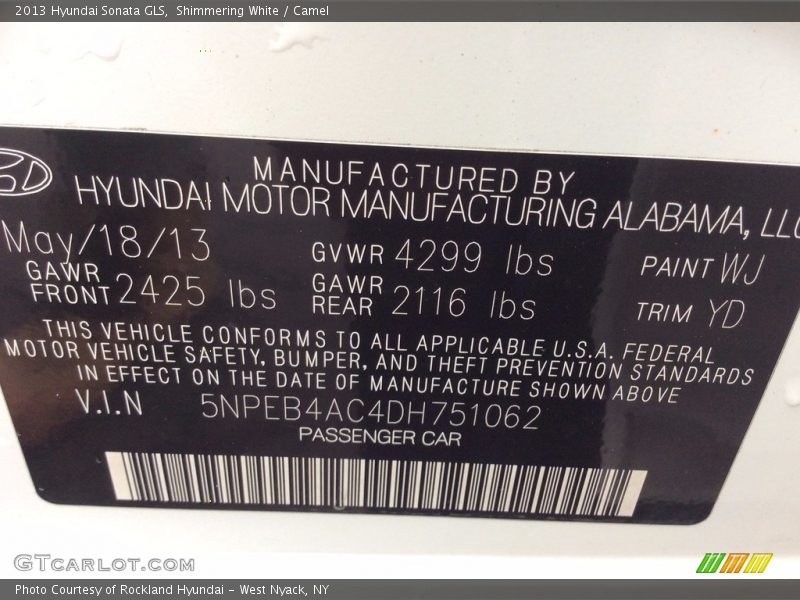 2013 Hyundai Sonata GLS, Shimmering White / Camel
MANUFACTURED BY
HYUNDAI MOTOR MANUFACTURING ALABAMA, LLC
May/18/13 GVWR 4299 lbs PAINT WJ
GAWR FRONT 2425 lbs GAWR REAR 2116 lbs TRIM YD
THIS VEHICLE CONFORMS TO ALL APPLICABLE U.S.A. FEDERAL
MOTOR VEHICLE SAFETY, BUMPER, AND THEFT PREVENTION STANDARDS
IN EFFECT ON THE DATE OF MANUFACTURE SHOWN ABOVE
V.I.N 5NPEB4AC4DH751062
PASSENGER CAR
GTCARLOT.COM
Photo Courtesy of Rockland Hyundai - West Nyack, NY